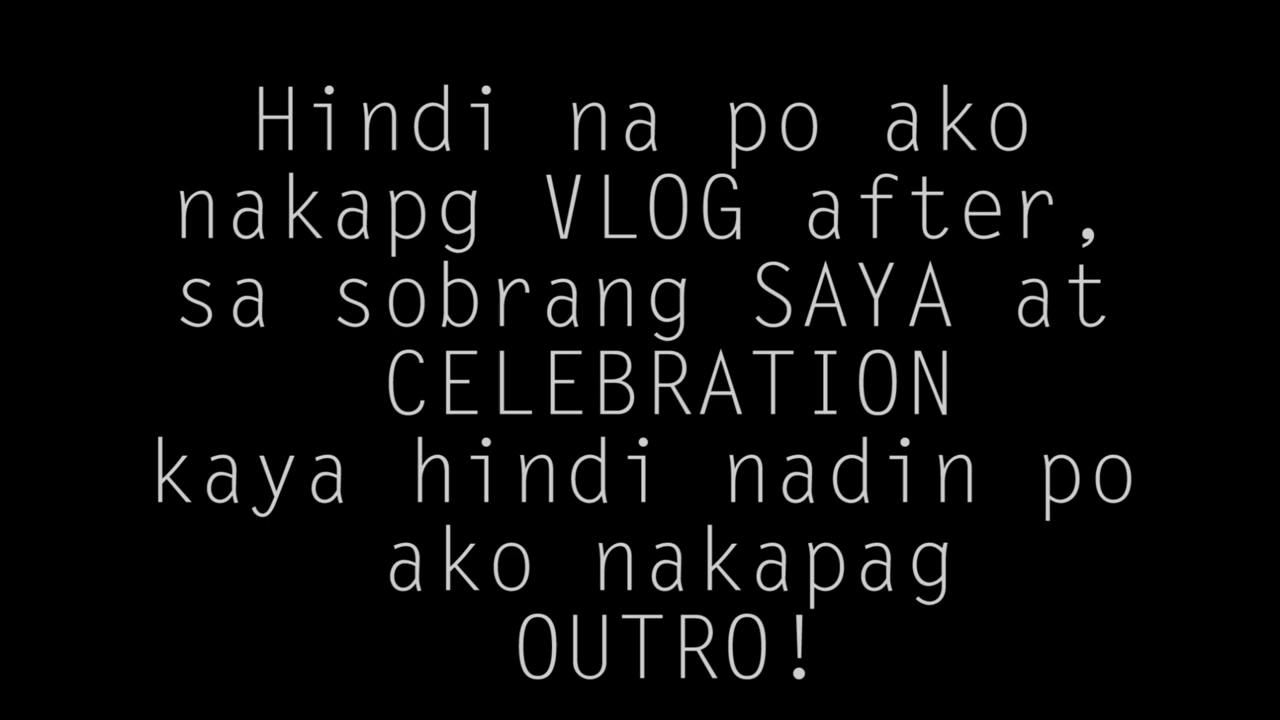 Hindi na po ako
nakapg VLOG after,
sa sobrang SAYA at
CELEBRATION
kaya hindi nadin po
ako nakapag
OUTRO!